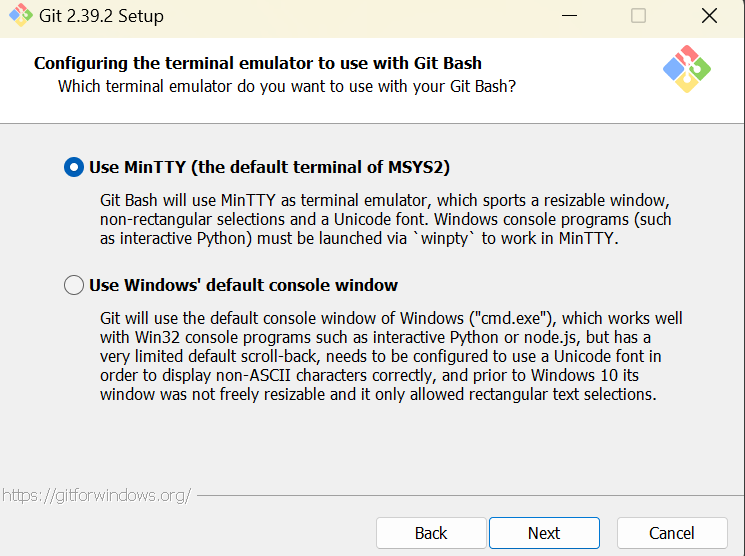 Git 2.39.2 Setup
Configuring the terminal emulator to use with Git Bash
Which terminal emulator do you want to use with your Git Bash?
Use MinTTY (the default terminal of MSYS2)
Git Bash will use MinTTY as terminal emulator, which sports a resizable window,
non-rectangular selections and a Unicode font. Windows console programs (such
as interactive Python) must be launched via `winpty` to work in MinTTY.
Use Windows' default console window
Git will use the default console window of Windows ("cmd.exe"), which works well
with Win32 console programs such as interactive Python or node.js, but has a
very limited default scroll-back, needs to be configured to use a Unicode font in
order to display non-ASCII characters correctly, and prior to Windows 10 its
window was not freely resizable and it only allowed rectangular text selections.
https://gitforwindows.org/
Back
Next
Cancel